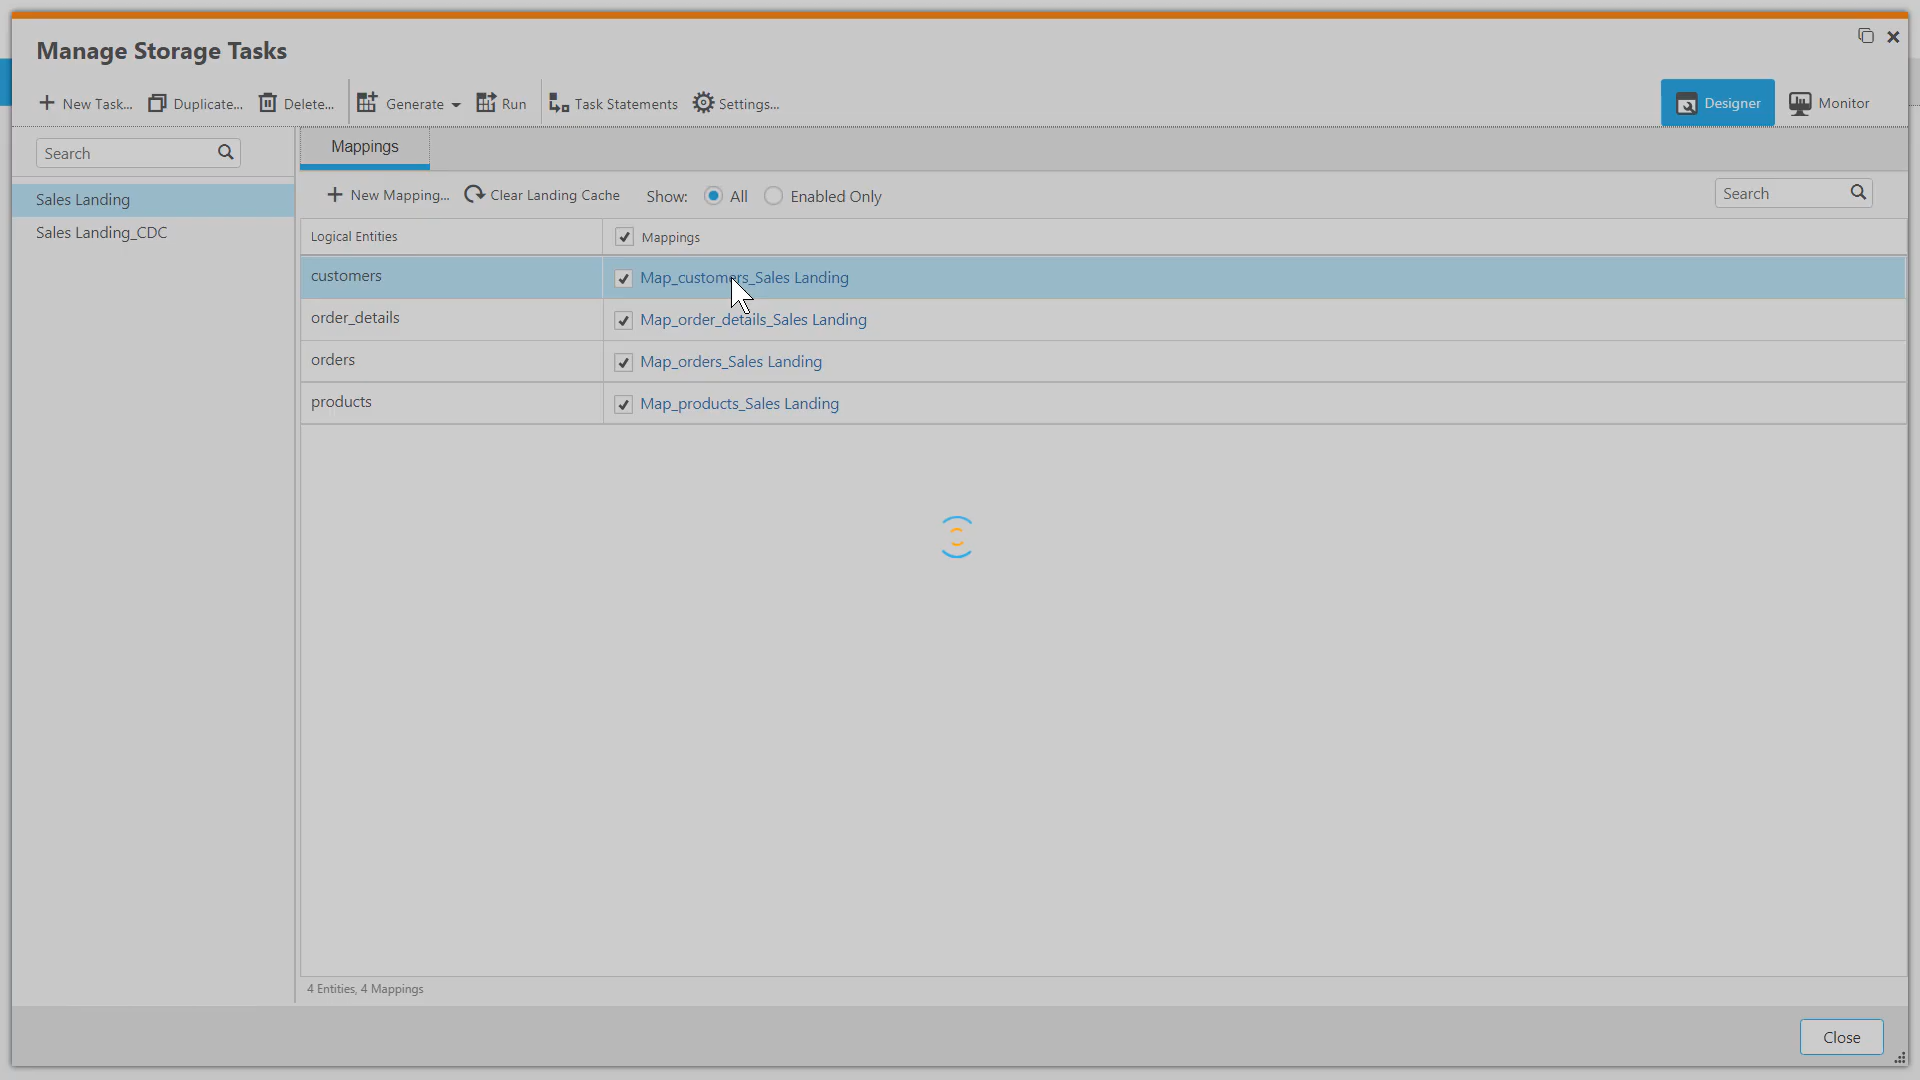 Manage Storage Tasks
New Task... Duplicate... Delete... Generate Run Task Statements Settings... Designer Monitor
Search
Mappings
New Mapping... Clear Landing Cache Show: All Enabled Only Search
Sales Landing
Sales Landing_CDC
Logical Entities Mappings
customers Map_customers_Sales Landing
order_details Map_order_details_Sales Landing
orders Map_orders_Sales Landing
products Map_products_Sales Landing
4 Entities, 4 Mappings
Close